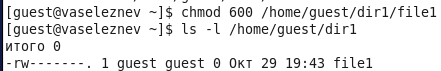 [guest@vaseleznev ~]$ chmod 600 /home/guest/dir1/file1
[guest@vaseleznev ~]$ ls -l /home/guest/dir1
итого 0
-rw-------. 1 guest guest 0 Окт 29 19:43 file1